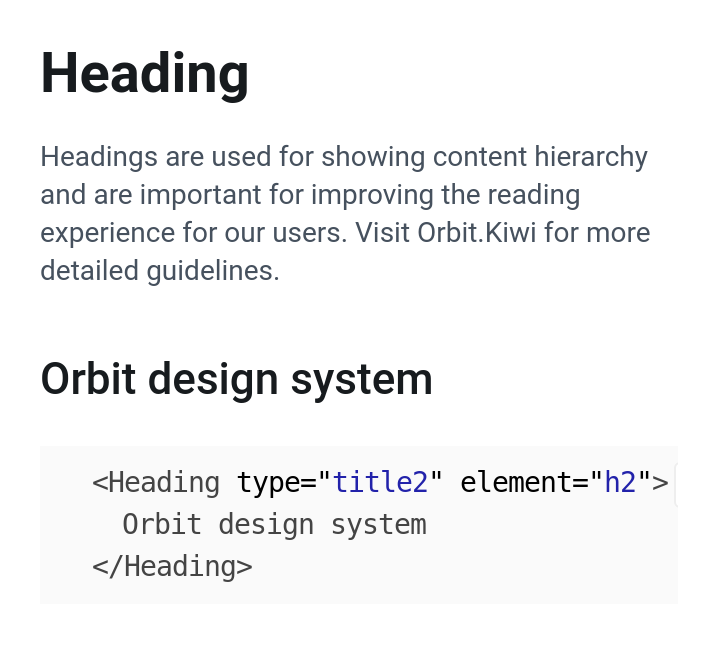 Heading
Headings are used for showing content hierarchy
and are important for improving the reading
experience for our users. Visit Orbit.Kiwi for more
detailed guidelines.
Orbit design system
<Heading type="title2" element="h2">
Orbit design system
</Heading>